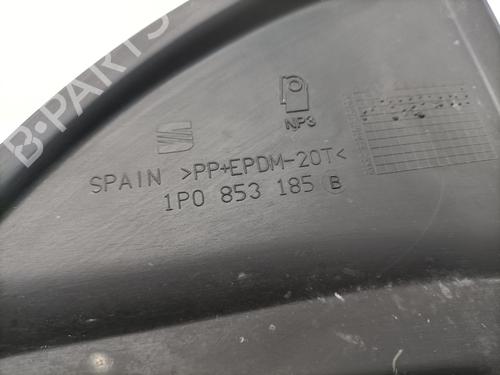 B-PARTS
NP3
SPAIN >PP+EPDM-20T<
1P0 853 185 B